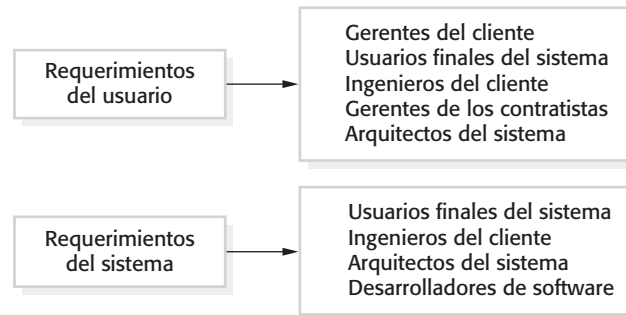 Requerimientos
del usuario
Gerentes del cliente
Usuarios finales del sistema
Ingenieros del cliente
Gerentes de los contratistas
Arquitectos del sistema
Requerimientos
del sistema
Usuarios finales del sistema
Ingenieros del cliente
Arquitectos del sistema
Desarrolladores de software